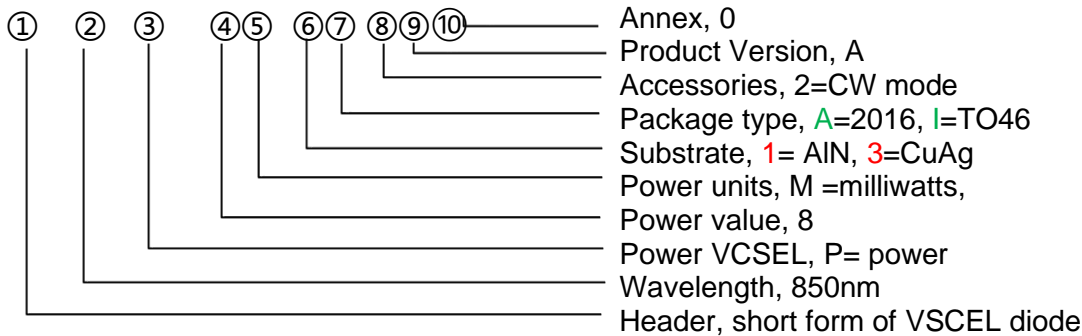 ① ② ③ ④⑤ ⑥⑦ ⑧⑨⑩
Annex, 0
Product Version, A
Accessories, 2=CW mode
Package type, A=2016, I=TO46
Substrate, 1= AlN, 3=CuAg
Power units, M =milliwatts,
Power value, 8
Power VCSEL, P= power
Wavelength, 850nm
Header, short form of VSCEL diode